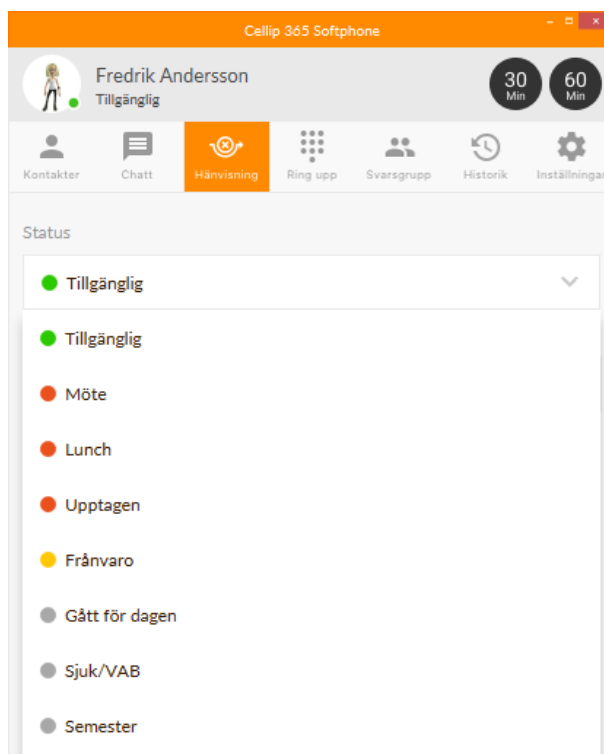 Cellip 365 Softphone
Fredrik Andersson
Tillgänglig
30 Min
60 Min
Kontakter Chatt Hänvisning Ring upp Svarsgrupp Historik Inställningar
Status
Tillgänglig
Tillgänglig
Möte
Lunch
Upptagen
Frånvaro
Gått för dagen
Sjuk/VAB
Semester